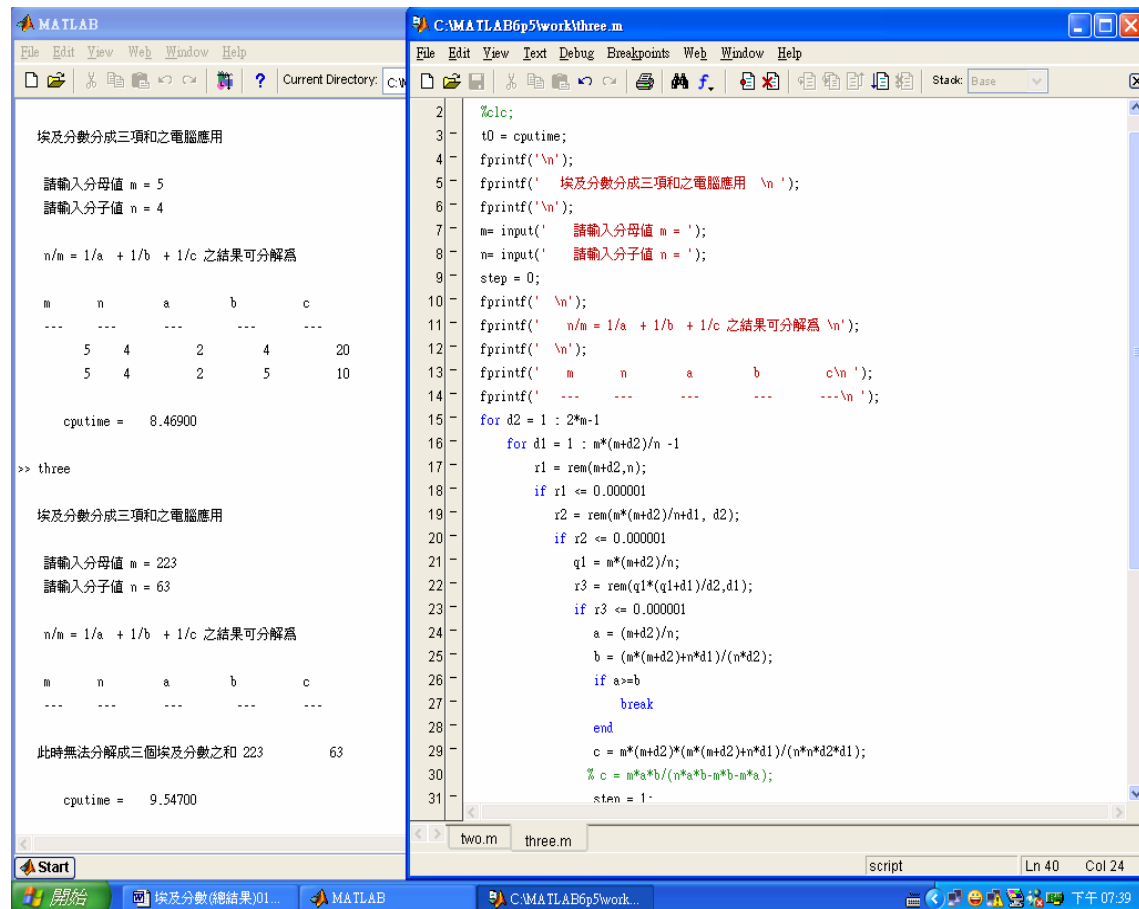 MATLAB
File Edit View Web Window Help
Current Directory: C:\
埃及分數分成三項和之電腦應用
請輸入分母值 m = 5
請輸入分子值 n = 4
n/m = 1/a + 1/b + 1/c 之結果可分解爲
m n a b c
--- --- --- --- ---
5 4 2 4 20
5 4 2 5 10
cputime = 8.46900
>> three
埃及分數分成三項和之電腦應用
請輸入分母值 m = 223
請輸入分子值 n = 63
n/m = 1/a + 1/b + 1/c 之結果可分解爲
m n a b c
--- --- --- --- ---
此時無法分解成三個埃及分數之和 223 63
cputime = 9.54700
Start
C:\MATLAB6p5\work\three.m
File Edit View Text Debug Breakpoints Web Window Help
Stack: Base
2 %clc;
3 - t0 = cputime;
4 - fprintf('\n');
5 - fprintf('   埃及分數分成三項和之電腦應用  \n ');
6 - fprintf('\n');
7 - m= input('    請輸入分母值 m = ');
8 - n= input('    請輸入分子值 n = ');
9 - step = 0;
10 - fprintf('  \n');
11 - fprintf('    n/m = 1/a  + 1/b  + 1/c 之結果可分解爲 \n');
12 - fprintf('  \n');
13 - fprintf('    m       n          a          b           c\n ');
14 - fprintf('   ---     ---        ---         ---        ---\n ');
15 - for d2 = 1 : 2*m-1
16 - for d1 = 1 : m*(m+d2)/n -1
17 - r1 = rem(m+d2,n);
18 - if r1 <= 0.000001
19 - r2 = rem(m*(m+d2)/n+d1, d2);
20 - if r2 <= 0.000001
21 - q1 = m*(m+d2)/n;
22 - r3 = rem(q1*(q1+d1)/d2,d1);
23 - if r3 <= 0.000001
24 - a = (m+d2)/n;
25 - b = (m*(m+d2)+n*d1)/(n*d2);
26 - if a>=b
27 - break
28 - end
29 - c = m*(m+d2)*(m*(m+d2)+n*d1)/(n*n*d2*d1);
30 % c = m*a*b/(n*a*b-m*b-m*a);
31 - step = 1;
two.m three.m
script Ln 40 Col 24
開始 埃及分數(總結果)01... MATLAB C:\MATLAB6p5\work... 下午 07:39